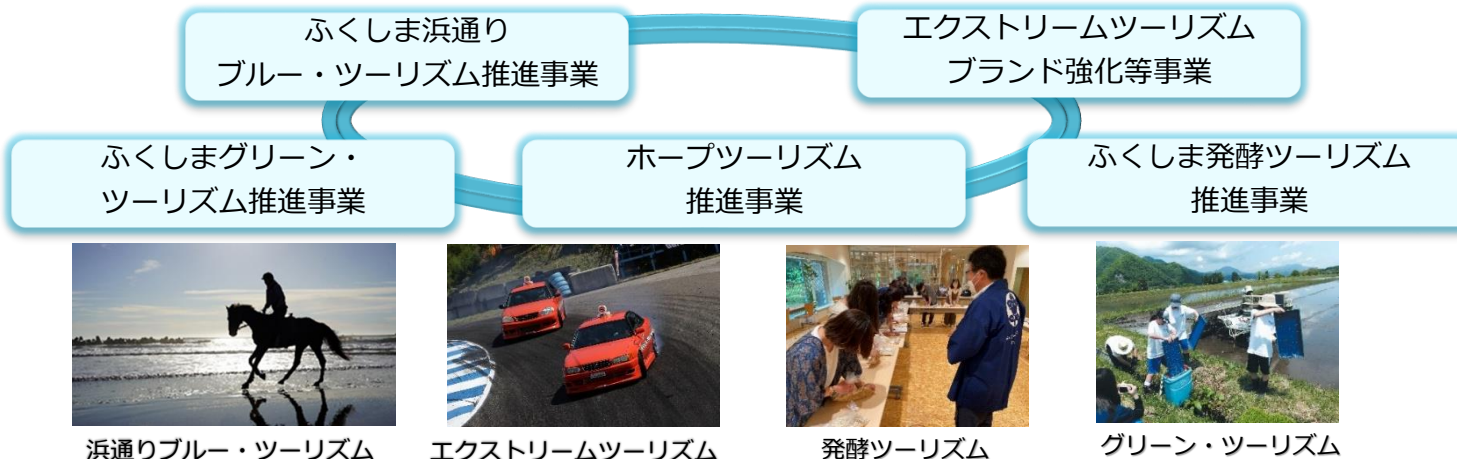 ふくしま浜通り
ブルー・ツーリズム推進事業
エクストリームツーリズム
ブランド強化等事業
ふくしまグリーン・
ツーリズム推進事業
ホープツーリズム
推進事業
ふくしま発酵ツーリズム
推進事業
浜通りブルー・ツーリズム
エクストリームツーリズム
発酵ツーリズム
グリーン・ツーリズム